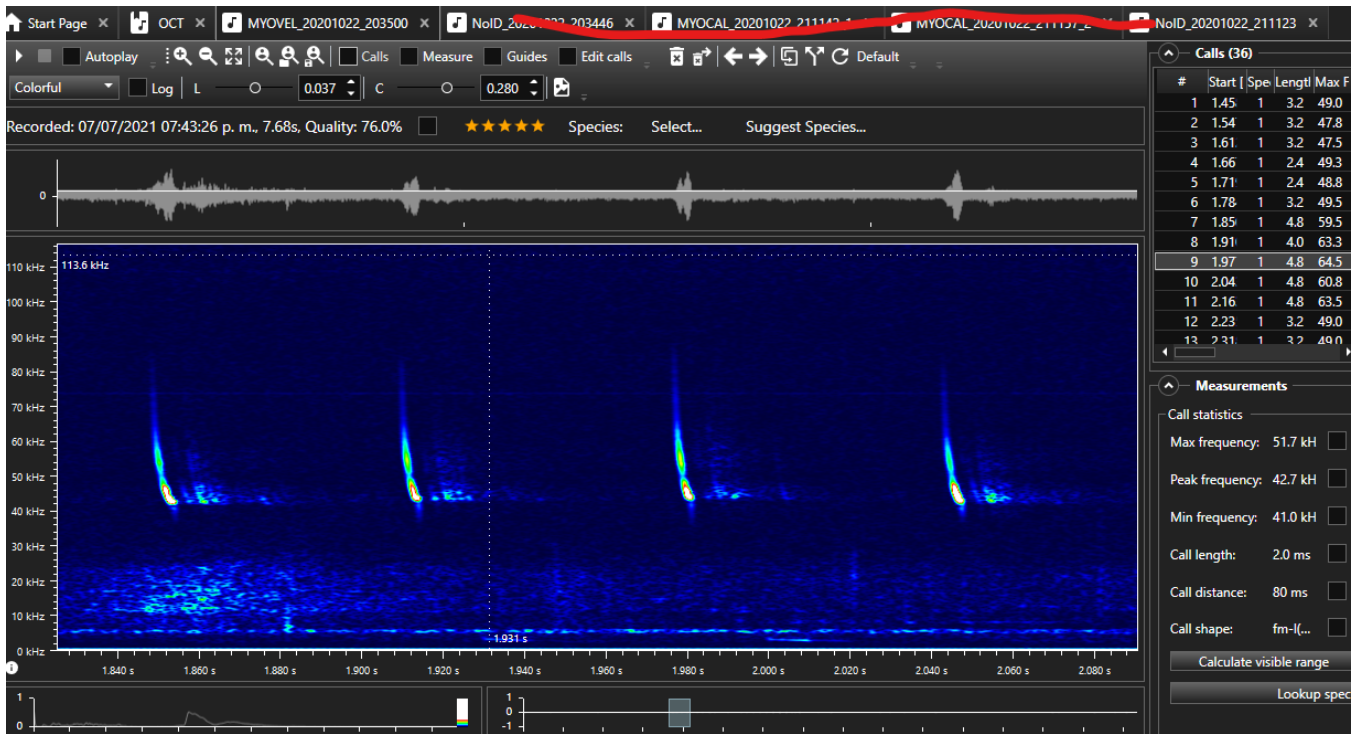 Start Page ×
OCT ×
MYOVEL_20201022_203500 ×
NoID_20201022_203446 ×
MYOCAL_20201022_211142_1
MYOCAL_20201022_211157_2
NoID_20201022_211123 ×
Autoplay
Calls
Measure
Guides
Edit calls
Default
Colorful
Log
L
0.037
C
0.280
Recorded: 07/07/2021 07:43:26 p. m., 7.68s, Quality: 76.0%
★★★★★
Species:
Select...
Suggest Species...
0
110 kHz
100 kHz
90 kHz
80 kHz
70 kHz
60 kHz
50 kHz
40 kHz
30 kHz
20 kHz
10 kHz
0 kHz
113.6 kHz
1.931 s
1.840 s 1.860 s 1.880 s 1.900 s 1.920 s 1.940 s 1.960 s 1.980 s 2.000 s 2.020 s 2.040 s 2.060 s 2.080 s
1
0
1
0
-1
Calls (36)
# Start [ Spe Lengtl Max F
1 1.45 1 3.2 49.0
2 1.54 1 3.2 47.8
3 1.61. 1 3.2 47.5
4 1.66 1 2.4 49.3
5 1.71 1 2.4 48.8
6 1.78 1 3.2 49.5
7 1.85 1 4.8 59.5
8 1.91 1 4.0 63.3
9 1.97 1 4.8 64.5
10 2.04 1 4.8 60.8
11 2.16 1 4.8 63.5
12 2.23 1 3.2 49.0
13 2.31. 1 3.2 49.0
Measurements
Call statistics
Max frequency: 51.7 kH
Peak frequency: 42.7 kH
Min frequency: 41.0 kH
Call length: 2.0 ms
Call distance: 80 ms
Call shape: fm-l(...
Calculate visible range
Lookup spec